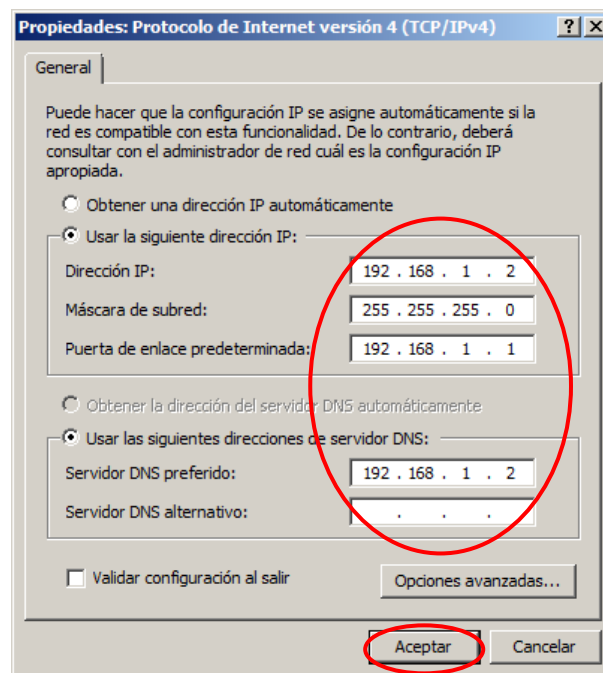 Propiedades: Protocolo de Internet versión 4 (TCP/IPv4)
General
Puede hacer que la configuración IP se asigne automáticamente si la
red es compatible con esta funcionalidad. De lo contrario, deberá
consultar con el administrador de red cuál es la configuración IP
apropiada.
Obtener una dirección IP automáticamente
Usar la siguiente dirección IP:
Dirección IP: 192 . 168 . 1 . 2
Máscara de subred: 255 . 255 . 255 . 0
Puerta de enlace predeterminada: 192 . 168 . 1 . 1
Obtener la dirección del servidor DNS automáticamente
Usar las siguientes direcciones de servidor DNS:
Servidor DNS preferido: 192 . 168 . 1 . 2
Servidor DNS alternativo: . . .
Validar configuración al salir
Opciones avanzadas...
Aceptar Cancelar